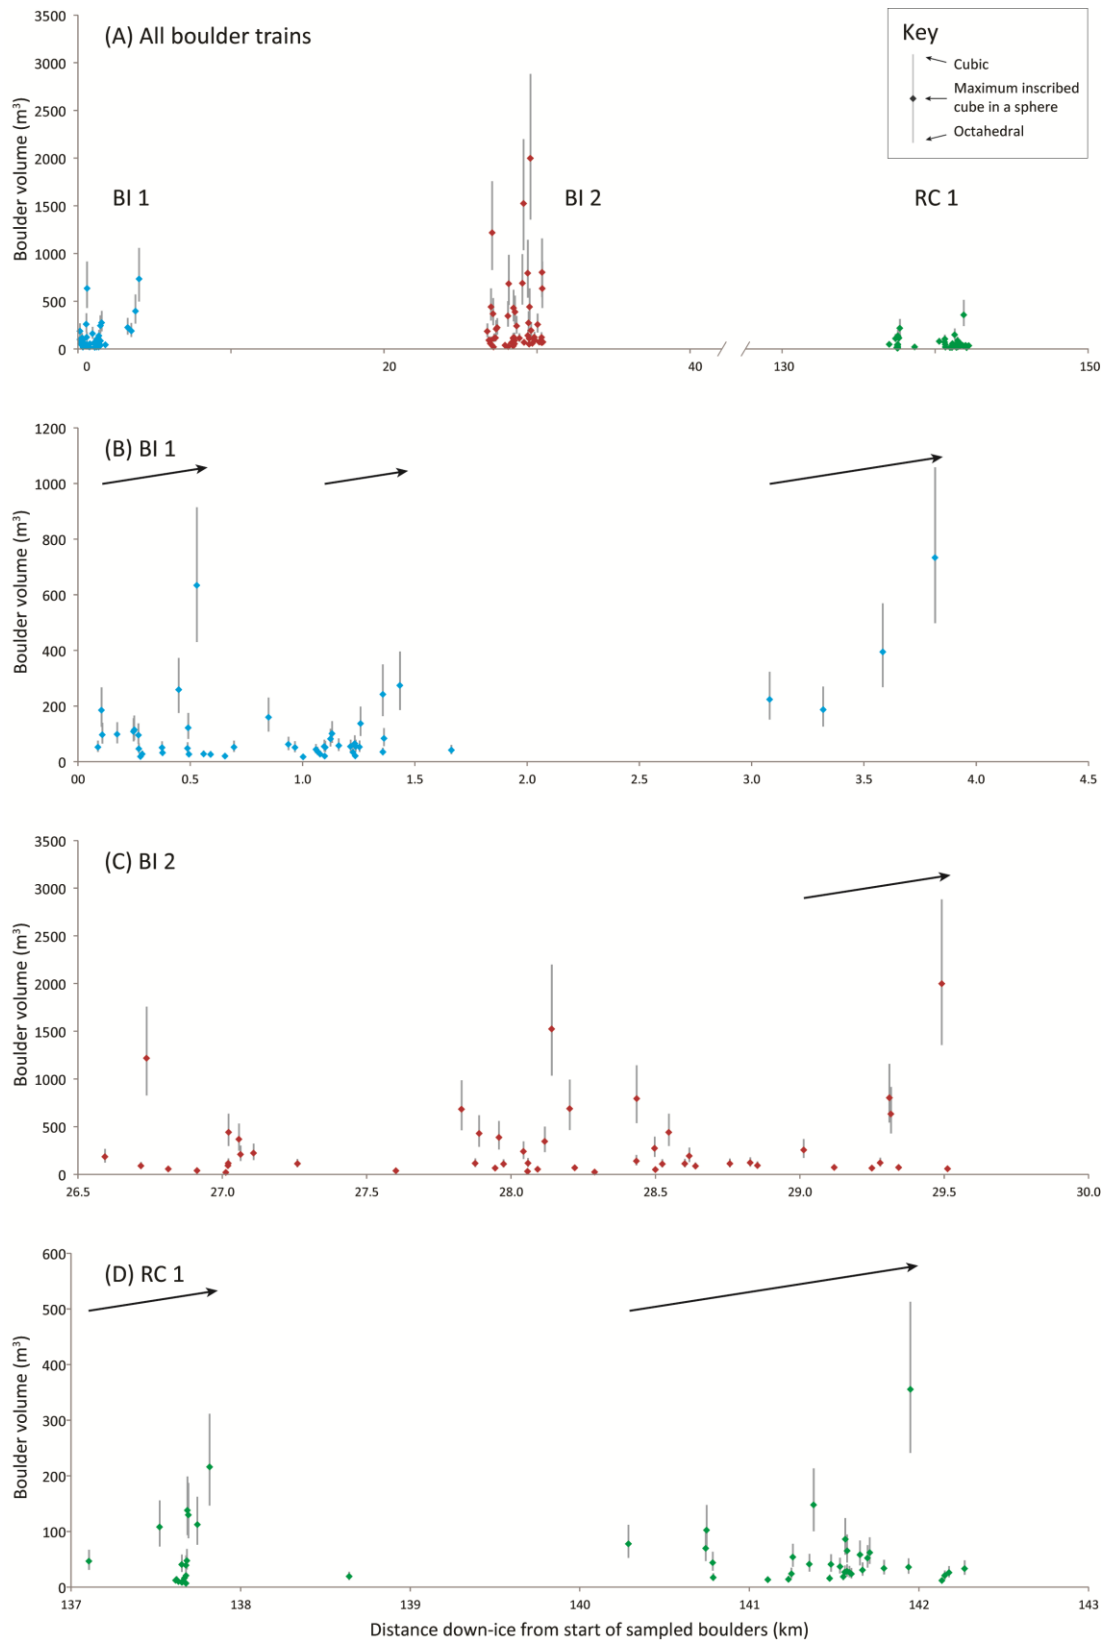 (A) All boulder trains
Key
Cubic
Maximum inscribed
cube in a sphere
Octahedral
BI 1
BI 2
RC 1
Boulder volume (m³)
3500
3000
2500
2000
1500
1000
500
0
0 20 40 130 150
(B) BI 1
Boulder volume (m³)
1200
1000
800
600
400
200
0
0.0 0.5 1.0 1.5 2.0 2.5 3.0 3.5 4.0 4.5
(C) BI 2
Boulder volume (m³)
3500
3000
2500
2000
1500
1000
500
0
26.5 27.0 27.5 28.0 28.5 29.0 29.5 30.0
(D) RC 1
Boulder volume (m³)
600
500
400
300
200
100
0
137 138 139 140 141 142 143
Distance down-ice from start of sampled boulders (km)